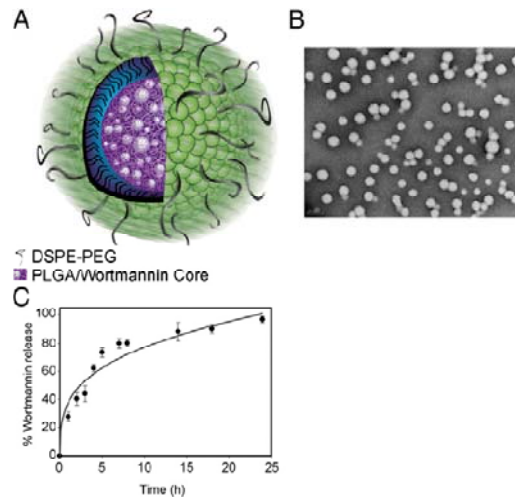 A
B
DSPE-PEG
PLGA/Wortmannin Core
C
% Wortmannin release
100
80
60
40
20
0
0
5
10
15
20
25
Time (h)